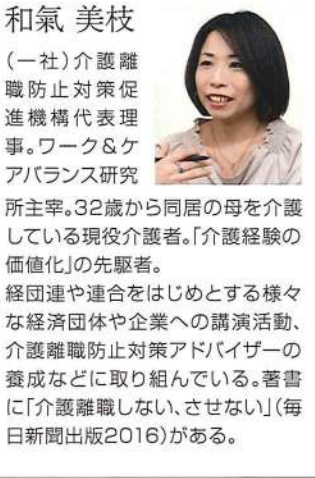 和氣 美枝
(一社)介護離
職防止対策促
進機構代表理
事。ワーク&ケ
アバランス研究
所主宰。32歳から同居の母を介護
している現役介護者。「介護経験の
価値化」の先駆者。
経団連や連合をはじめとする様々
な経済団体や企業への講演活動、
介護離職防止対策アドバイザーの
養成などに取り組んでいる。著書
に「介護離職しない、させない」(毎
日新聞出版2016)がある。